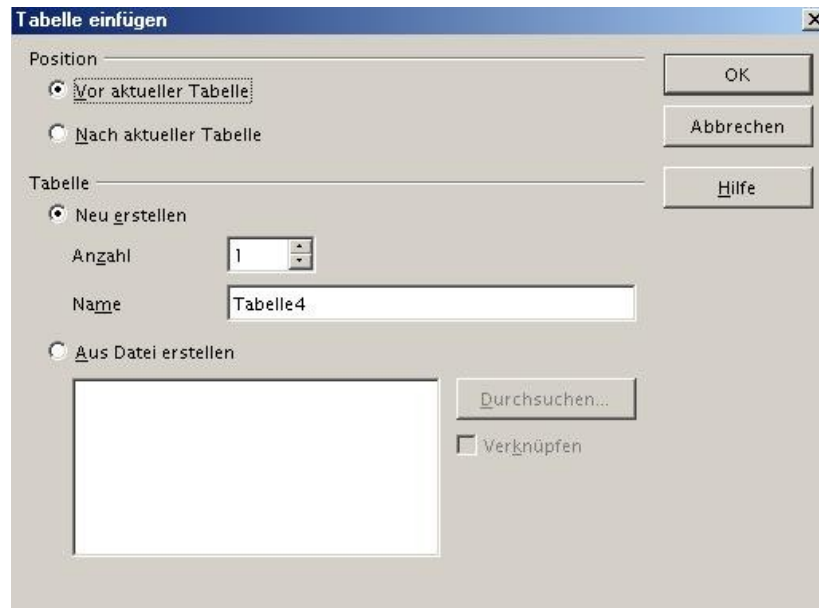 Tabelle einfügen
Position
Vor aktueller Tabelle
Nach aktueller Tabelle
OK
Abbrechen
Hilfe
Tabelle
Neu erstellen
Anzahl 1
Name Tabelle4
Aus Datei erstellen
Durchsuchen...
Verknüpfen